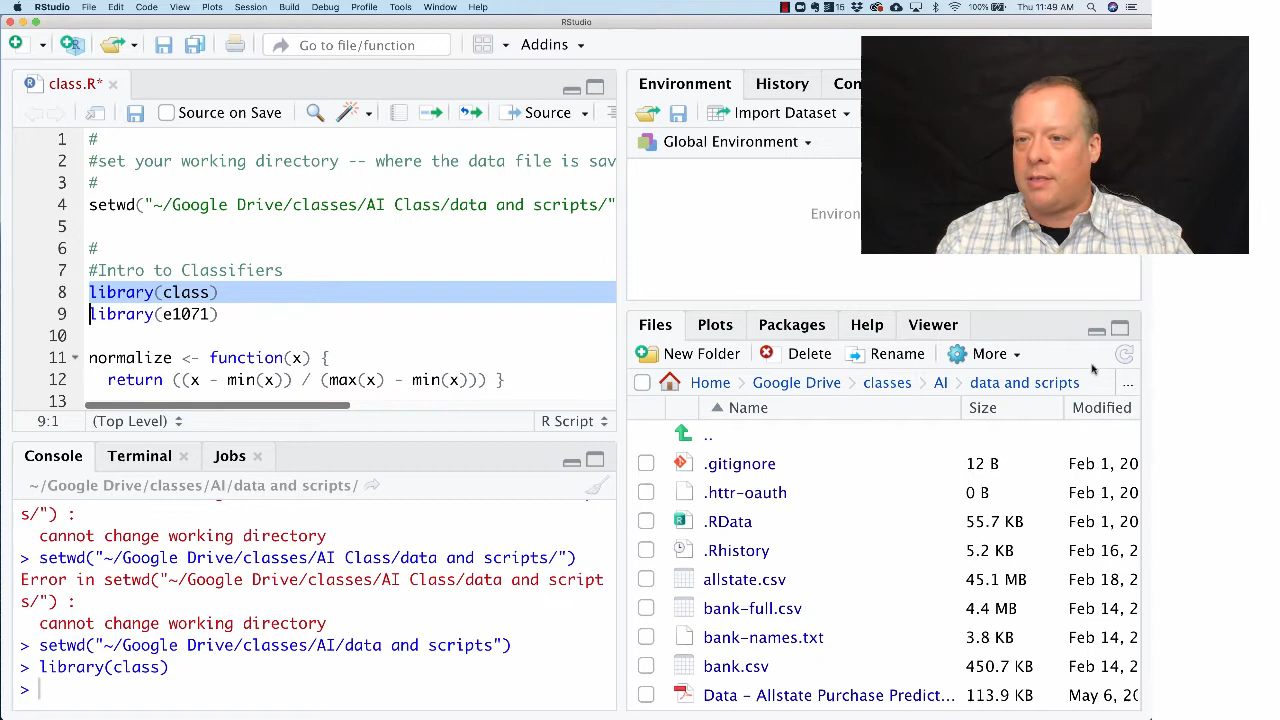 RStudio File Edit Code View Plots Session Build Debug Profile Tools Window Help 15 100% Thu 11:49 AM
RStudio
Go to file/function Addins
class.R*
Source on Save Source
1 #
2 #set your working directory -- where the data file is sav
3 #
4 setwd("~/Google Drive/classes/AI Class/data and scripts/"
5
6 #
7 #Intro to Classifiers
8 library(class)
9 library(e1071)
10
11 normalize <- function(x) {
12 return ((x - min(x)) / (max(x) - min(x))) }
13
9:1 (Top Level) R Script
Console Terminal Jobs
~/Google Drive/classes/AI/data and scripts/
s/") :
cannot change working directory
> setwd("~/Google Drive/classes/AI Class/data and scripts/")
Error in setwd("~/Google Drive/classes/AI Class/data and script
s/") :
cannot change working directory
> setwd("~/Google Drive/classes/AI/data and scripts")
> library(class)
>
Environment History Con
Import Dataset
Global Environment
Environ
Files Plots Packages Help Viewer
New Folder Delete Rename More
Home Google Drive classes AI data and scripts ...
Name Size Modified
..
.gitignore 12 B Feb 1, 20
.httr-oauth 0 B Feb 1, 20
.RData 55.7 KB Feb 1, 20
.Rhistory 5.2 KB Feb 16, 2
allstate.csv 45.1 MB Feb 18, 2
bank-full.csv 4.4 MB Feb 14, 2
bank-names.txt 3.8 KB Feb 14, 2
bank.csv 450.7 KB Feb 14, 2
Data - Allstate Purchase Predict... 113.9 KB May 6, 20